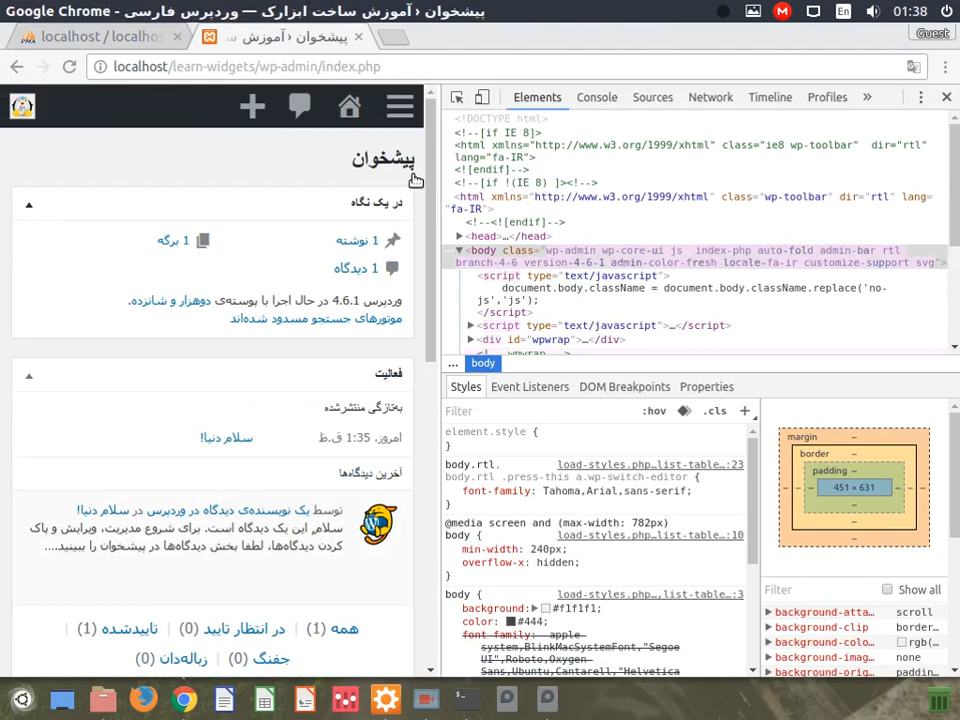 Google Chrome - پیشخوان ‹ آموزش ساخت ابزارک — وردپرس فارسی
M
En
01:38
localhost / localhos
پیشخوان ‹ آموزش س
Guest
localhost/learn-widgets/wp-admin/index.php
پیشخوان
در یک نگاه
1 نوشته
1 برگه
1 دیدگاه
وردپرس 4.6.1 در حال اجرا با پوسته‌ی دوهزار و شانزده.
موتورهای جستجو مسدود شده‌اند
فعالیت
به‌تازگی منتشرشده
امروز, 1:35 ق.ظ
سلام دنیا!
آخرین دیدگاه‌ها
توسط یک نویسنده‌ی دیدگاه در وردپرس در سلام دنیا!
سلام, این یک دیدگاه است. برای شروع مدیریت, ویرایش و پاک
کردن دیدگاه‌ها, لطفا بخش دیدگاه‌ها در پیشخوان را ببینید.…
همه (1) | در انتظار تایید (0) | تاییدشده (1) |
جفنگ (0) | زباله‌دان (0)
Elements Console Sources Network Timeline Profiles »
<!DOCTYPE html>
<!--[if IE 8]>
<html xmlns="http://www.w3.org/1999/xhtml" class="ie8 wp-toolbar" dir="rtl"
lang="fa-IR">
<![endif]-->
<!--[if !(IE 8) ]><!-->
<html xmlns="http://www.w3.org/1999/xhtml" class="wp-toolbar" dir="rtl" lang=
"fa-IR">
<!--<![endif]-->
<head>…</head>
<body class="wp-admin wp-core-ui js  index-php auto-fold admin-bar rtl
branch-4-6 version-4-6-1 admin-color-fresh locale-fa-ir customize-support svg">
<script type="text/javascript">
document.body.className = document.body.className.replace('no-
js','js');
</script>
<script type="text/javascript">…</script>
<div id="wpwrap">…</div>
<!-- wpwrap -->
... body
Styles Event Listeners DOM Breakpoints Properties
Filter :hov .cls +
element.style {
}
body.rtl, load-styles.php…list-table…:23
body.rtl .press-this a.wp-switch-editor {
font-family: Tahoma,Arial,sans-serif;
}
@media screen and (max-width: 782px)
body { load-styles.php…list-table…:10
min-width: 240px;
overflow-x: hidden;
}
body { load-styles.php…,list-table…:3
background: #f1f1f1;
color: #444;
font-family: apple
system,BlinkMacSystemFont,"Segoe
UI",Roboto,Oxygen-
Sans,Ubuntu,Cantarell,"Helvetica
margin –
border –
padding –
451 × 631
Filter Show all
background-atta… scroll
background-clip border…
background-colo… rgb(
background-imag… none
background-orig… paddin